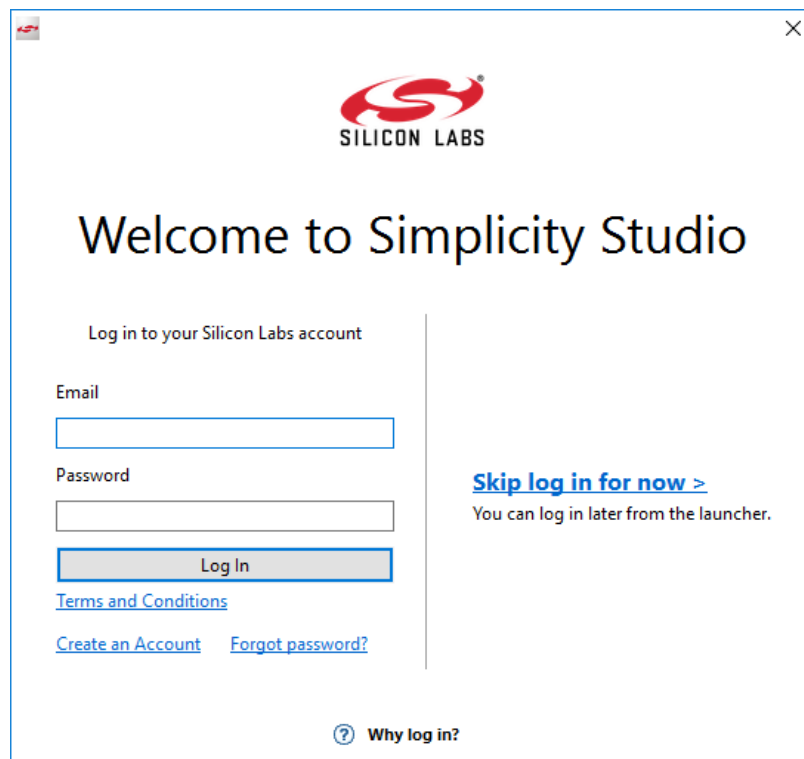 SILICON LABS
Welcome to Simplicity Studio
Log in to your Silicon Labs account
Email
Password
Log In
Terms and Conditions
Create an Account Forgot password?
Skip log in for now >
You can log in later from the launcher.
? Why log in?